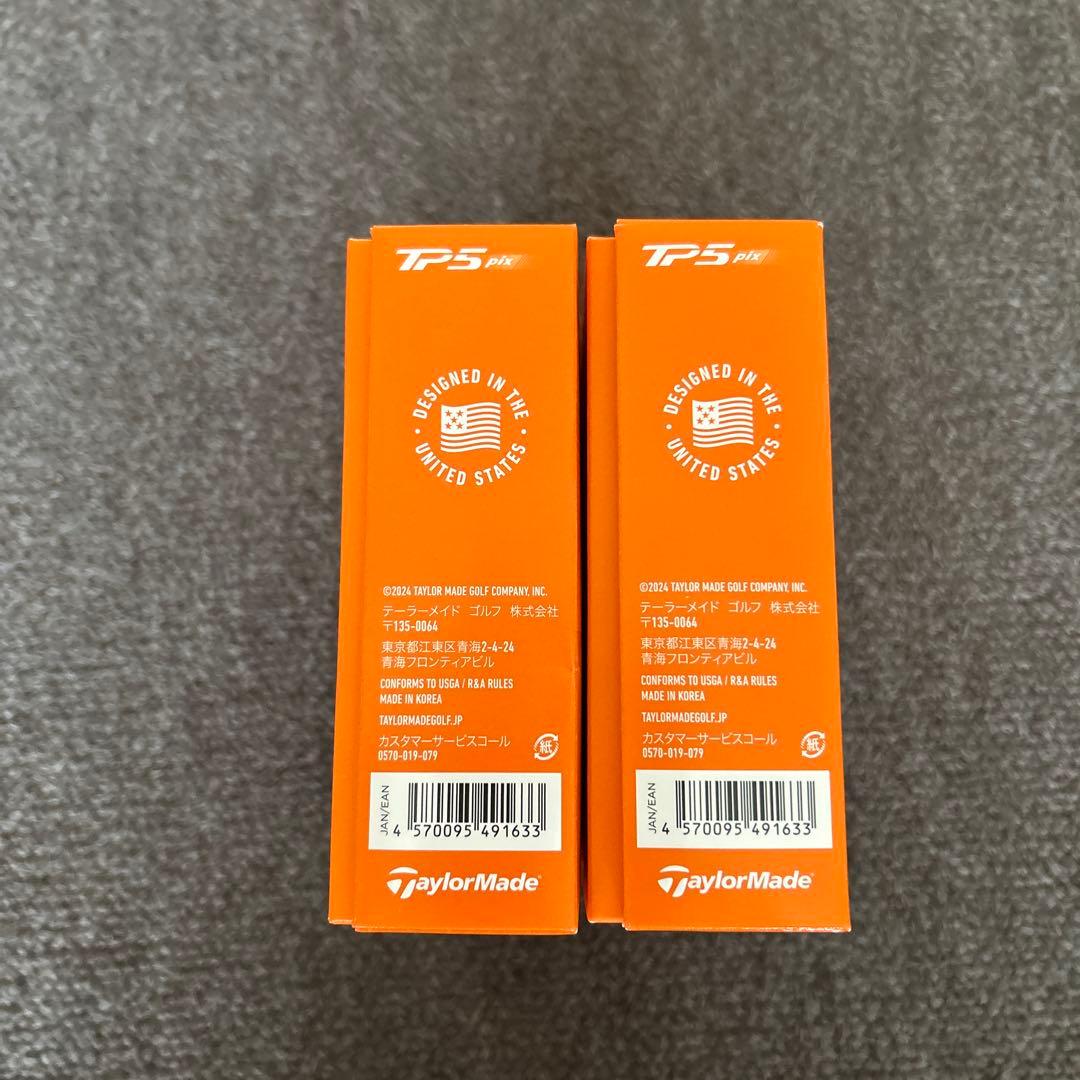 TP5 pix
DESIGNED IN THE
UNITED STATES
©2024 TAYLOR MADE GOLF COMPANY, INC.
テーラーメイド ゴルフ 株式会社
〒135-0064
東京都江東区青海2-4-24
青海フロンティアビル
CONFORMS TO USGA / R&A RULES
MADE IN KOREA
TAYLORMADEGOLF.JP
カスタマーサービスコール
0570-019-079
紙
JAN/EAN
4 570095 491633
TaylorMade
TP5 pix
DESIGNED IN THE
UNITED STATES
©2024 TAYLOR MADE GOLF COMPANY, INC.
テーラーメイド ゴルフ 株式会社
〒135-0064
東京都江東区青海2-4-24
青海フロンティアビル
CONFORMS TO USGA / R&A RULES
MADE IN KOREA
TAYLORMADEGOLF.JP
カスタマーサービスコール
0570-019-079
紙
JAN/EAN
4 570095 491633
TaylorMade